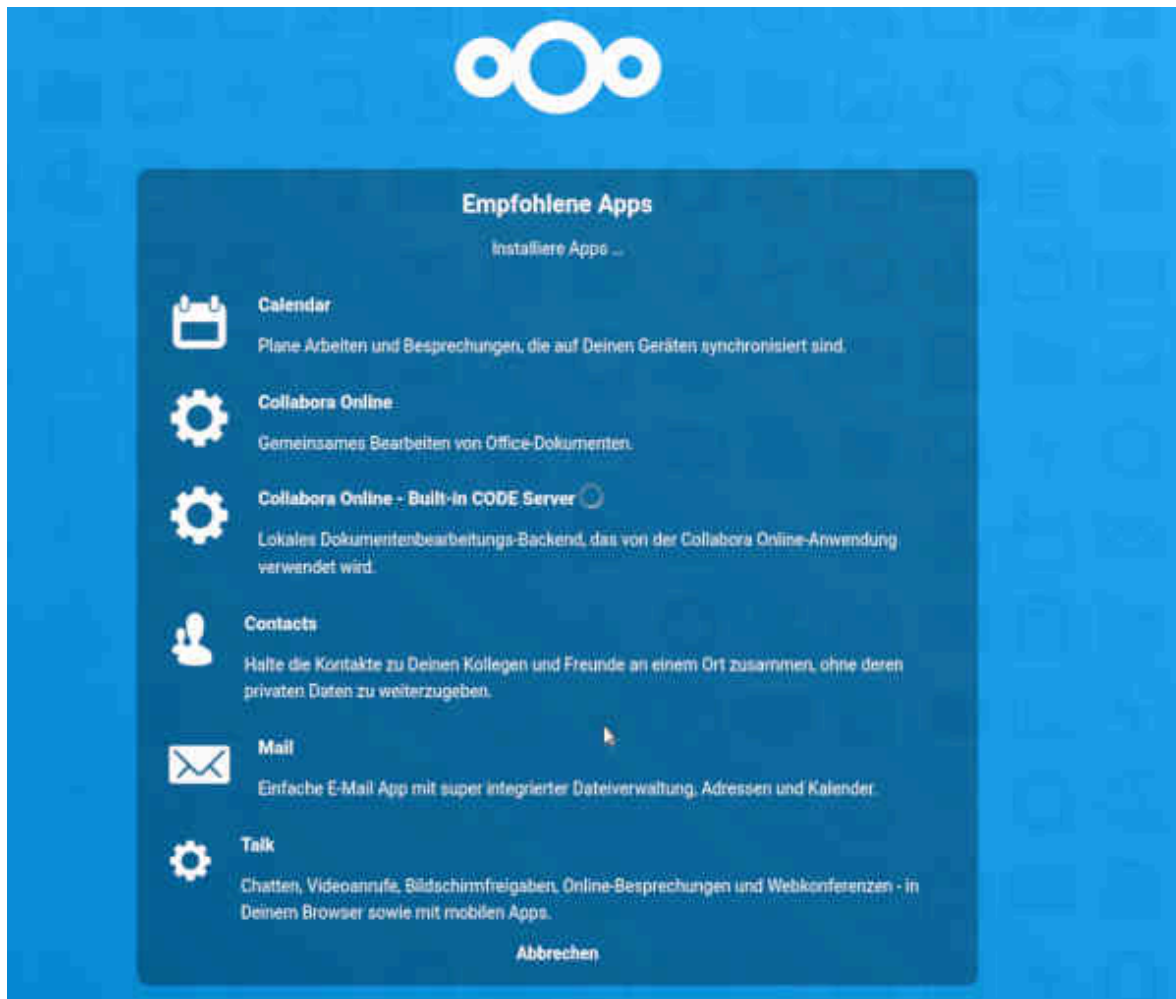 Empfohlene Apps
Installiere Apps ...
Calendar
Plane Arbeiten und Besprechungen, die auf Deinen Geräten synchronisiert sind.
Collabora Online
Gemeinsames Bearbeiten von Office-Dokumenten.
Collabora Online - Built-in CODE Server
Lokales Dokumentenbearbeitungs-Backend, das von der Collabora Online-Anwendung
verwendet wird.
Contacts
Halte die Kontakte zu Deinen Kollegen und Freunde an einem Ort zusammen, ohne deren
privaten Daten zu weiterzugeben.
Mail
Einfache E-Mail App mit super integrierter Dateiverwaltung, Adressen und Kalender.
Talk
Chatten, Videoanrufe, Bildschirmfreigaben, Online-Besprechungen und Webkonferenzen - in
Deinem Browser sowie mit mobilen Apps.
Abbrechen